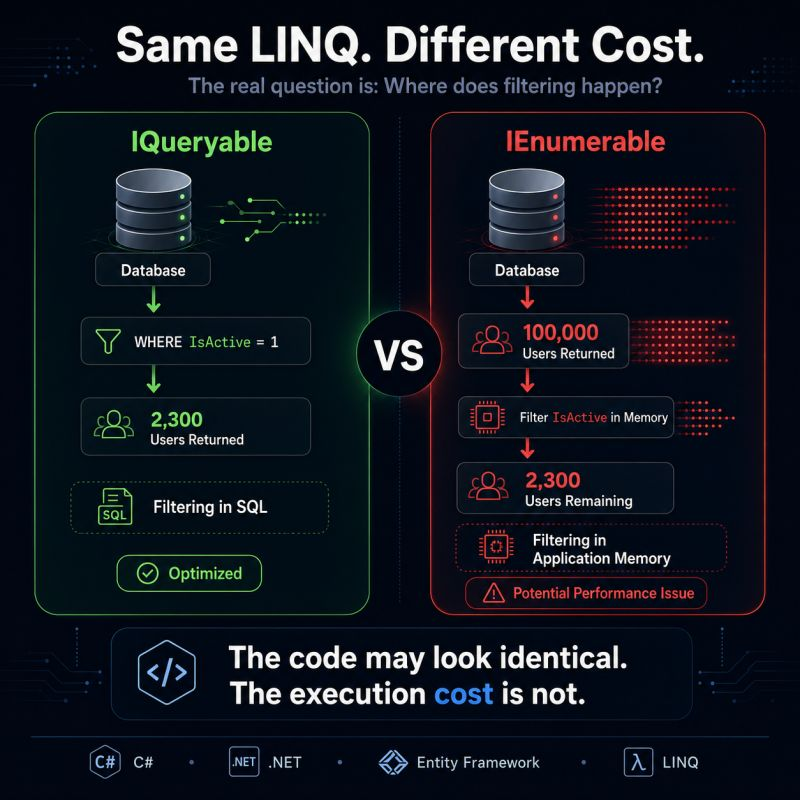 Same LINQ. Different Cost.
The real question is: Where does filtering happen?
IQueryable
Database
WHERE IsActive = 1
2,300
Users Returned
SQL
Filtering in SQL
Optimized
VS
IEnumerable
Database
100,000
Users Returned
Filter IsActive in Memory
2,300
Users Remaining
Filtering in
Application Memory
Potential Performance Issue
</>
The code may look identical.
The execution cost is not.
C# C#
.NET .NET
Entity Framework
λ LINQ